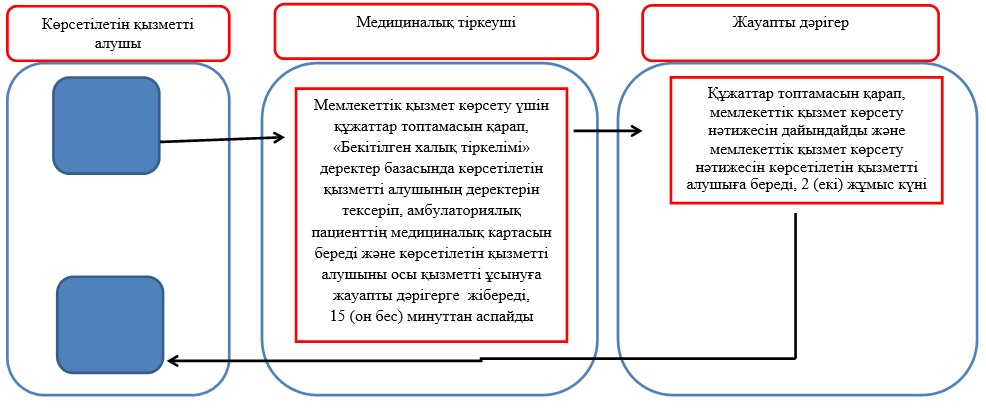 Көрсетілетін қызметті
алушы
Медициналық тіркеуші
Жауапты дәрігер
Мемлекеттік қызмет көрсету үшін
құжаттар топтамасын қарап,
«Бекітілген халық тіркелімі»
деректер базасында көрсетілетін
қызметті алушының деректерін
тексеріп, амбулаториялық
пациенттің медициналық картасын
береді және көрсетілетін қызметті
алушыны осы қызметті ұсынуға
жауапты дәрігерге жібереді,
15 (он бес) минуттан аспайды
Құжаттар топтамасын қарап,
мемлекеттік қызмет көрсету
нәтижесін дайындайды және
мемлекеттік қызмет көрсету
нәтижесін көрсетілетін қызметті
алушыға береді, 2 (екі) жұмыс күні